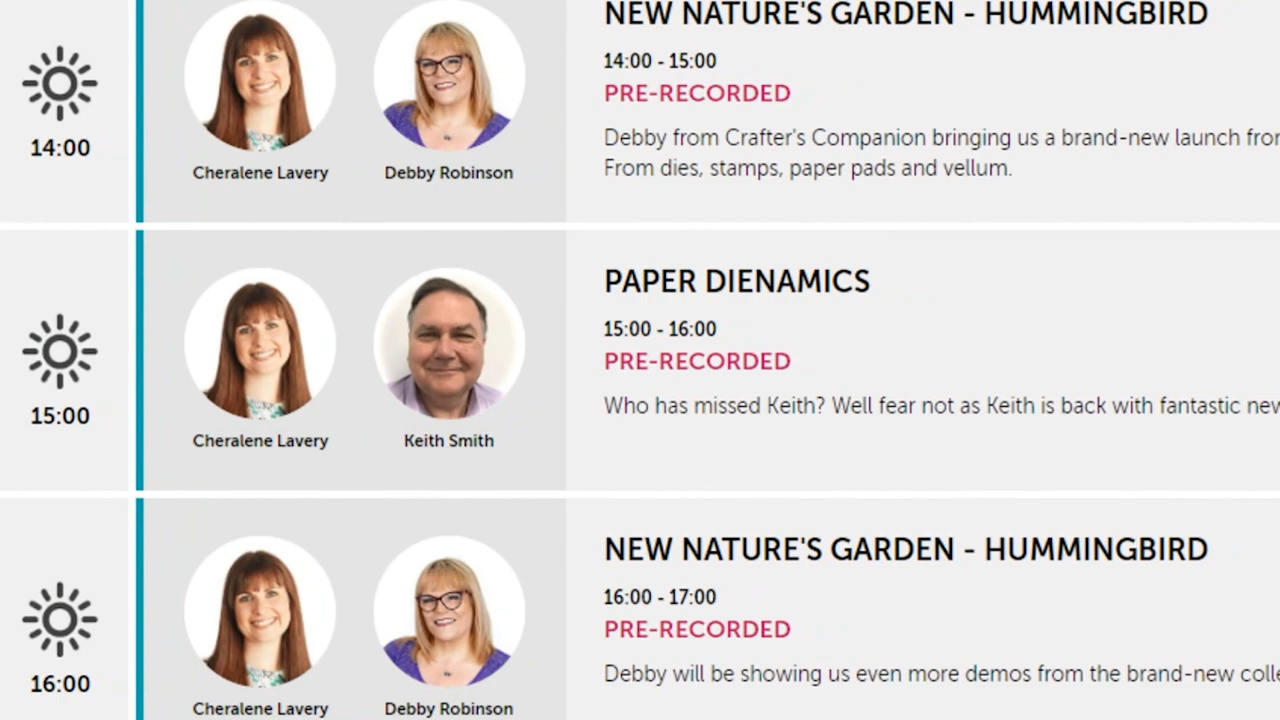 NEW NATURE'S GARDEN - HUMMINGBIRD
14:00 - 15:00
PRE-RECORDED
14:00
Debby from Crafter's Companion bringing us a brand-new launch
From dies, stamps, paper pads and vellum.
Cheralene Lavery
Debby Robinson
PAPER DIENAMICS
15:00 - 16:00
PRE-RECORDED
15:00
Who has missed Keith? Well fear not as Keith is back with fantastic
Cheralene Lavery
Keith Smith
NEW NATURE'S GARDEN - HUMMINGBIRD
16:00 - 17:00
PRE-RECORDED
16:00
Debby will be showing us even more demos from the brand-new
Cheralene Lavery
Debby Robinson